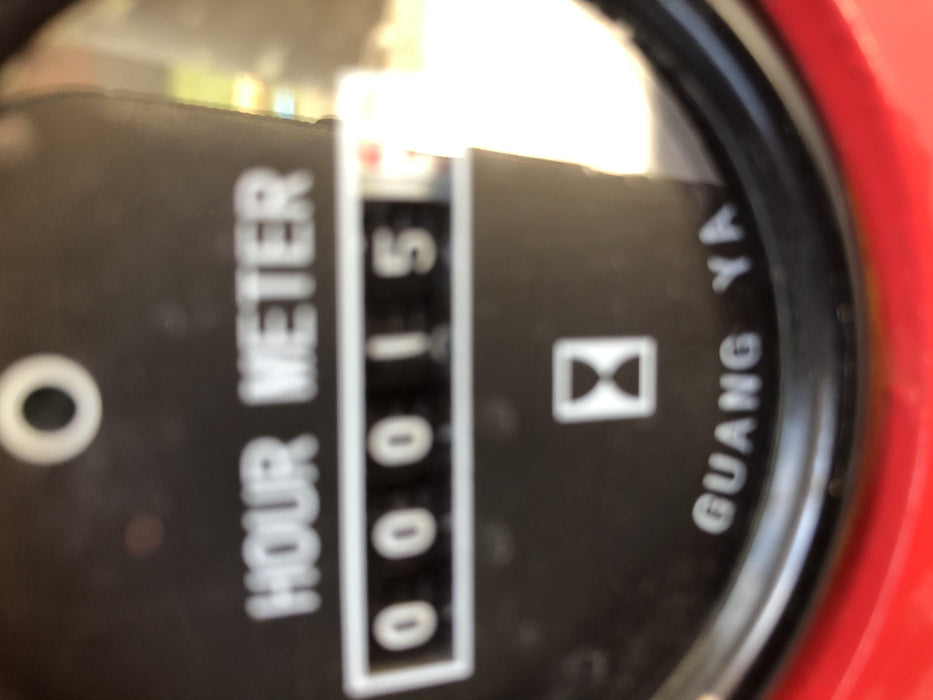 HOUR METER
00015
GUANG YA